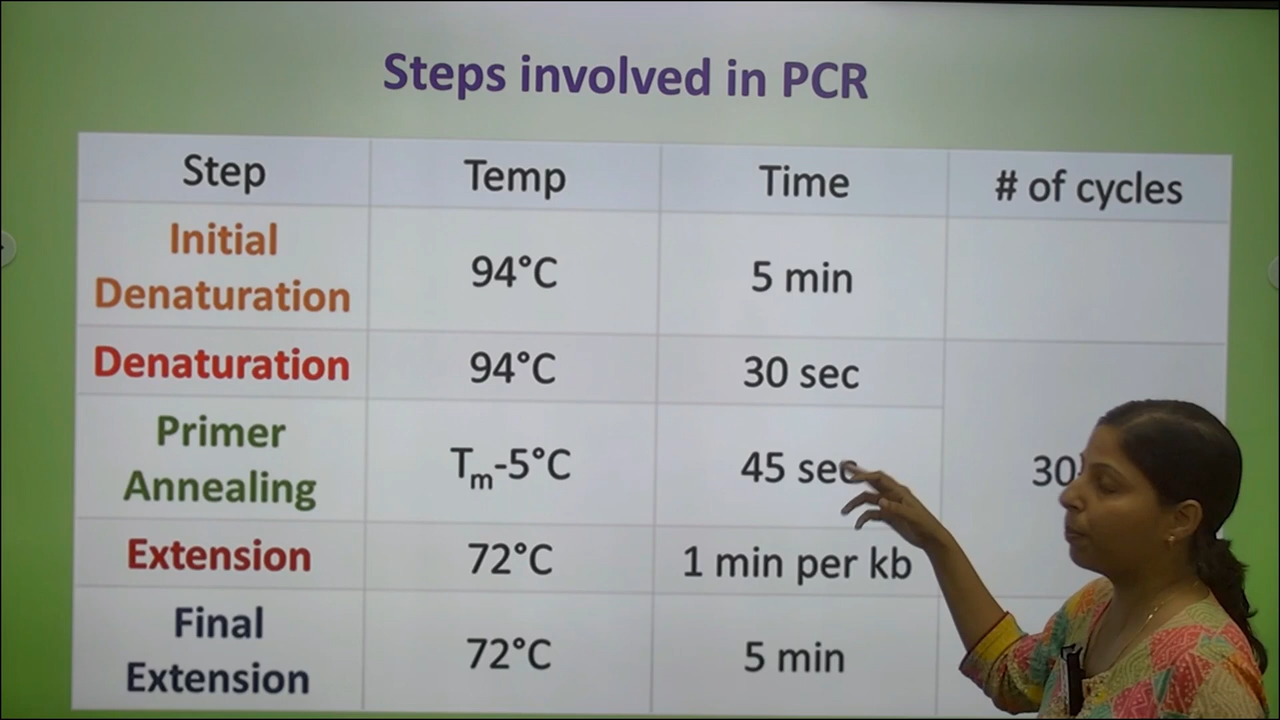 Steps involved in PCR
Step Temp Time # of cycles
Initial
Denaturation 94°C 5 min
Denaturation 94°C 30 sec
Primer
Annealing Tm-5°C 45 sec 30
Extension 72°C 1 min per kb
Final
Extension 72°C 5 min